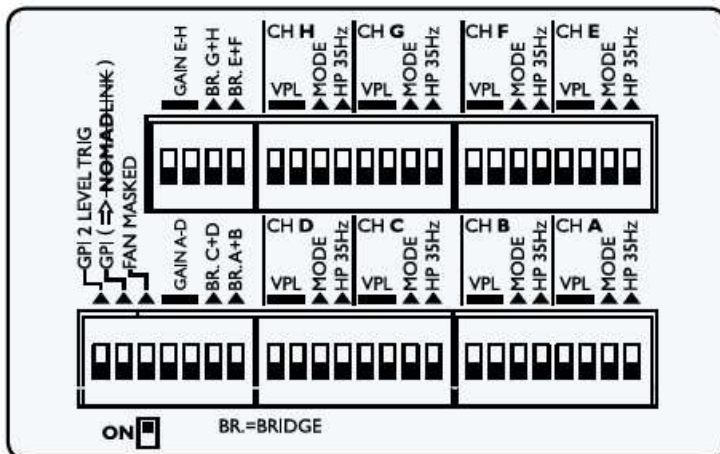 GAIN E-H
BR. G+H
BR. E+F
CH H
VPL
MODE
HP 35Hz
CH G
VPL
MODE
HP 35Hz
CH F
VPL
MODE
HP 35Hz
CH E
VPL
MODE
HP 35Hz
GPI 2 LEVEL TRIG
GPI ( => NOMADLINK )
FAN MASKED
GAIN A-D
BR. C+D
BR. A+B
CH D
VPL
MODE
HP 35Hz
CH C
VPL
MODE
HP 35Hz
CH B
VPL
MODE
HP 35Hz
CH A
VPL
MODE
HP 35Hz
ON
BR.=BRIDGE